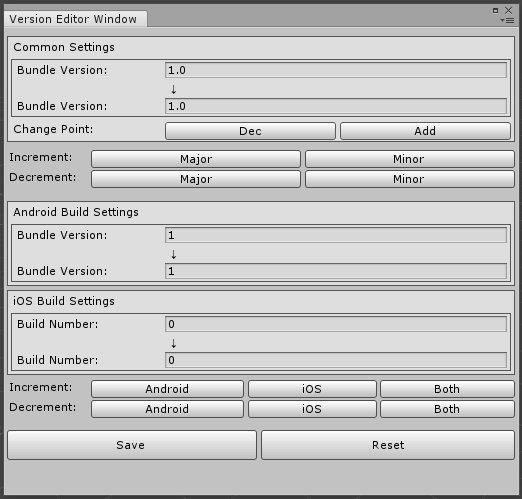 Version Editor Window
Common Settings
Bundle Version: 1.0
↓
Bundle Version: 1.0
Change Point: Dec Add
Increment: Major Minor
Decrement: Major Minor
Android Build Settings
Bundle Version: 1
↓
Bundle Version: 1
iOS Build Settings
Build Number: 0
↓
Build Number: 0
Increment: Android iOS Both
Decrement: Android iOS Both
Save Reset